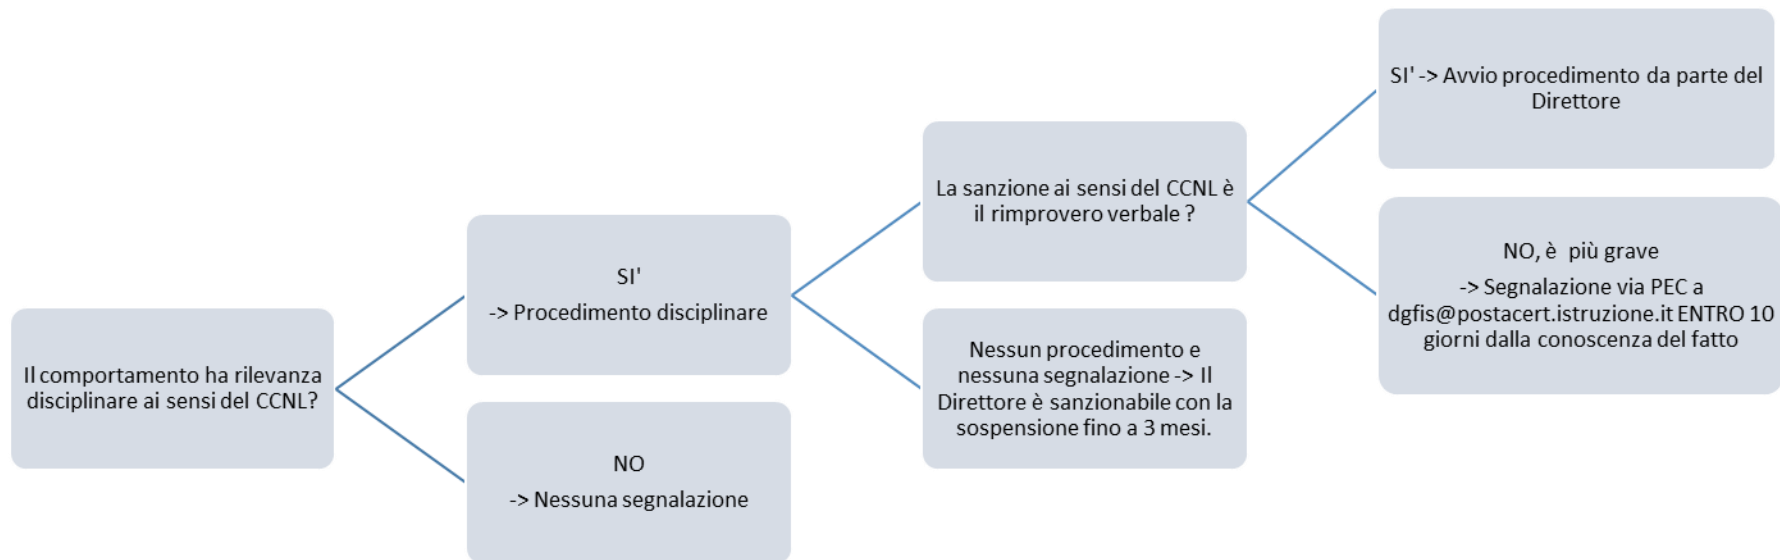 Il comportamento ha rilevanza
disciplinare ai sensi del CCNL?
SI'
-> Procedimento disciplinare
NO
-> Nessuna segnalazione
La sanzione ai sensi del CCNL è
il rimprovero verbale ?
Nessun procedimento e
nessuna segnalazione -> Il
Direttore è sanzionabile con la
sospensione fino a 3 mesi.
SI' -> Avvio procedimento da parte del
Direttore
NO, è più grave
-> Segnalazione via PEC a
dgfis@postacert.istruzione.it ENTRO 10
giorni dalla conoscenza del fatto